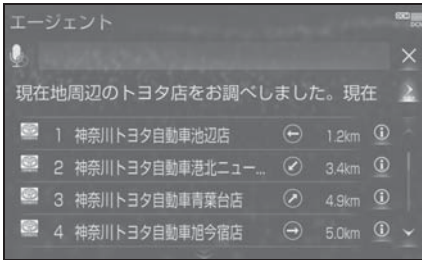 エージェント
現在地周辺のトヨタ店をお調べしました。現在
1 神奈川トヨタ自動車池辺店 1.2km
2 神奈川トヨタ自動車港北ニュー... 3.4km
3 神奈川トヨタ自動車青葉台店 4.9km
4 神奈川トヨタ自動車旭今宿店 5.0km